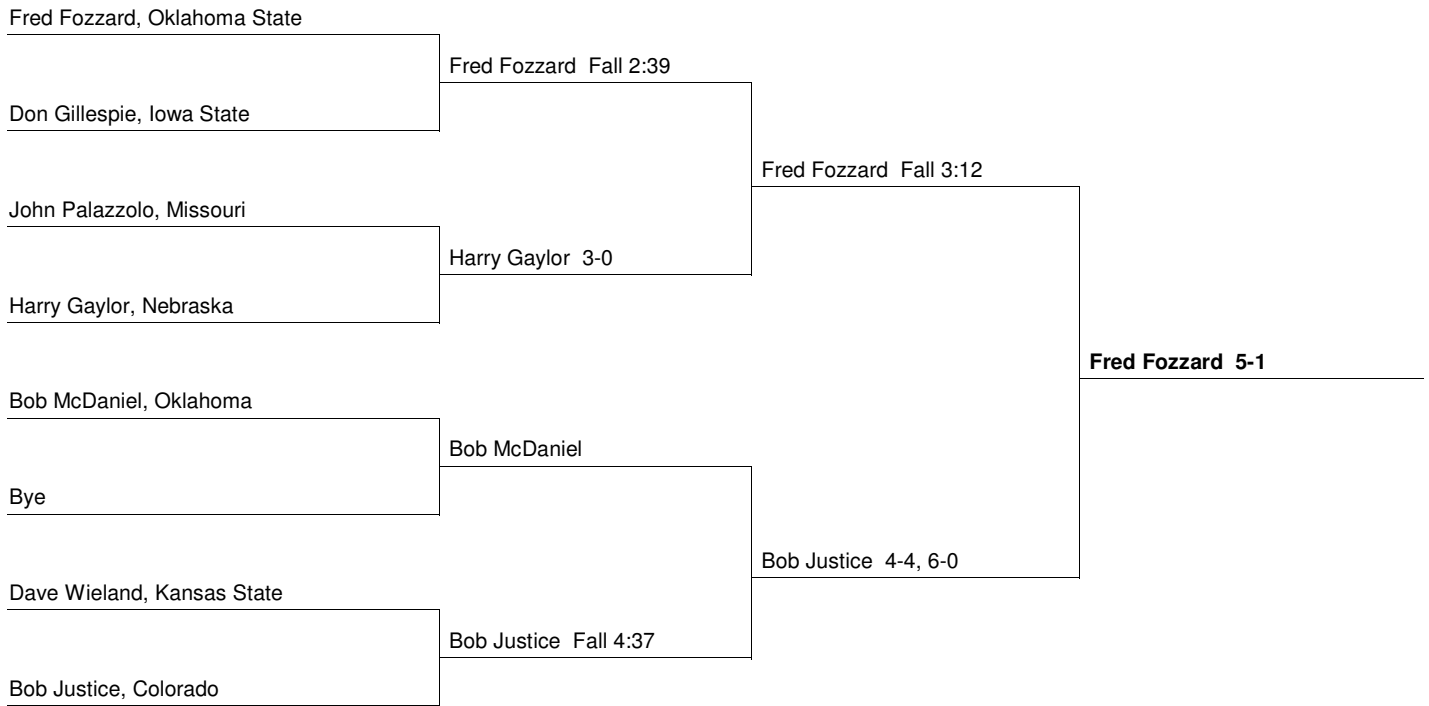 Fred Fozzard, Oklahoma State
Fred Fozzard Fall 2:39
Don Gillespie, Iowa State
Fred Fozzard Fall 3:12
John Palazzolo, Missouri
Harry Gaylor 3-0
Harry Gaylor, Nebraska
Fred Fozzard 5-1
Bob McDaniel, Oklahoma
Bob McDaniel
Bye
Bob Justice 4-4, 6-0
Dave Wieland, Kansas State
Bob Justice Fall 4:37
Bob Justice, Colorado